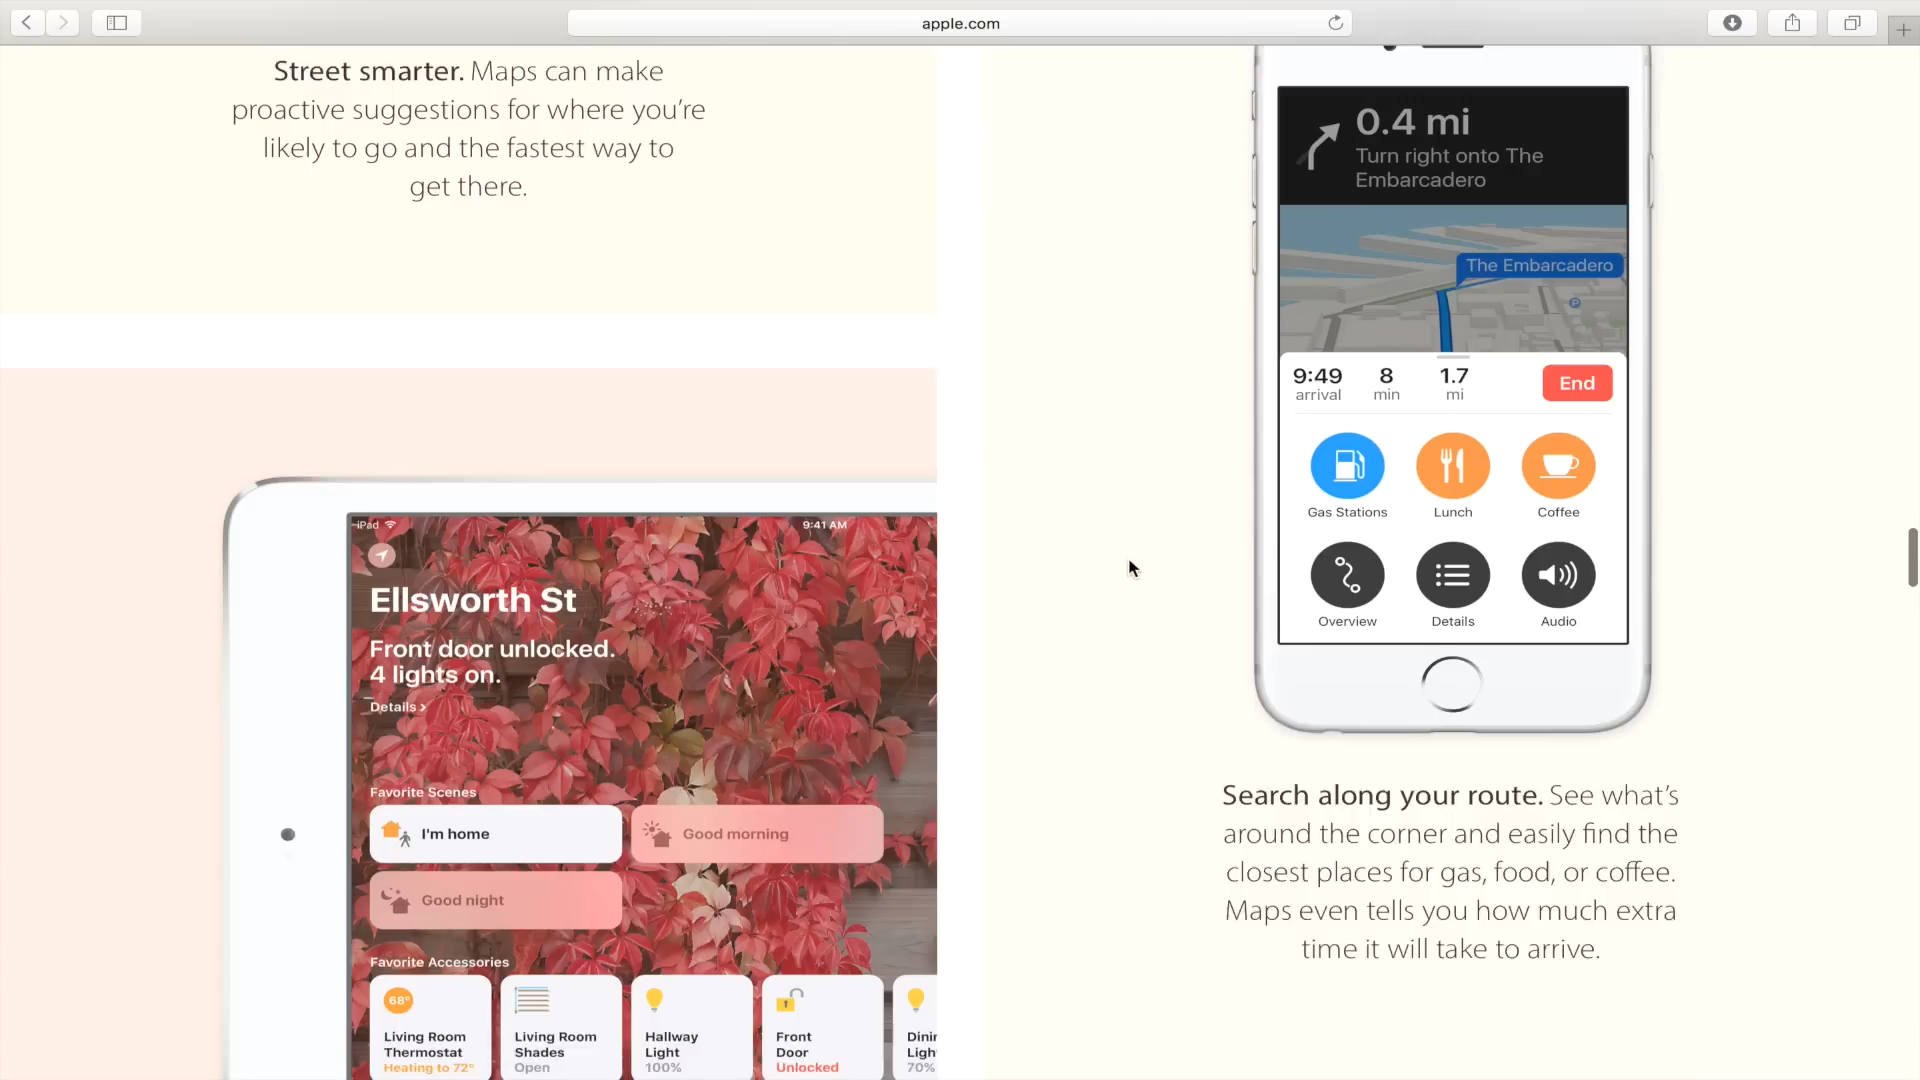 apple.com
Street smarter. Maps can make
proactive suggestions for where you're
likely to go and the fastest way to
get there.
iPad
9:41 AM
Ellsworth St
Front door unlocked.
4 lights on.
Details >
Favorite Scenes
I'm home
Good morning
Good night
Favorite Accessories
68°
Living Room
Thermostat
Heating to 72°
Living Room
Shades
Open
Hallway
Light
100%
Front
Door
Unlocked
70%
0.4 mi
Turn right onto The
Embarcadero
The Embarcadero
P
9:49
arrival
8
min
1.7
mi
End
Gas Stations
Lunch
Coffee
Overview
Details
Audio
Search along your route. See what's
around the corner and easily find the
closest places for gas, food, or coffee.
Maps even tells you how much extra
time it will take to arrive.